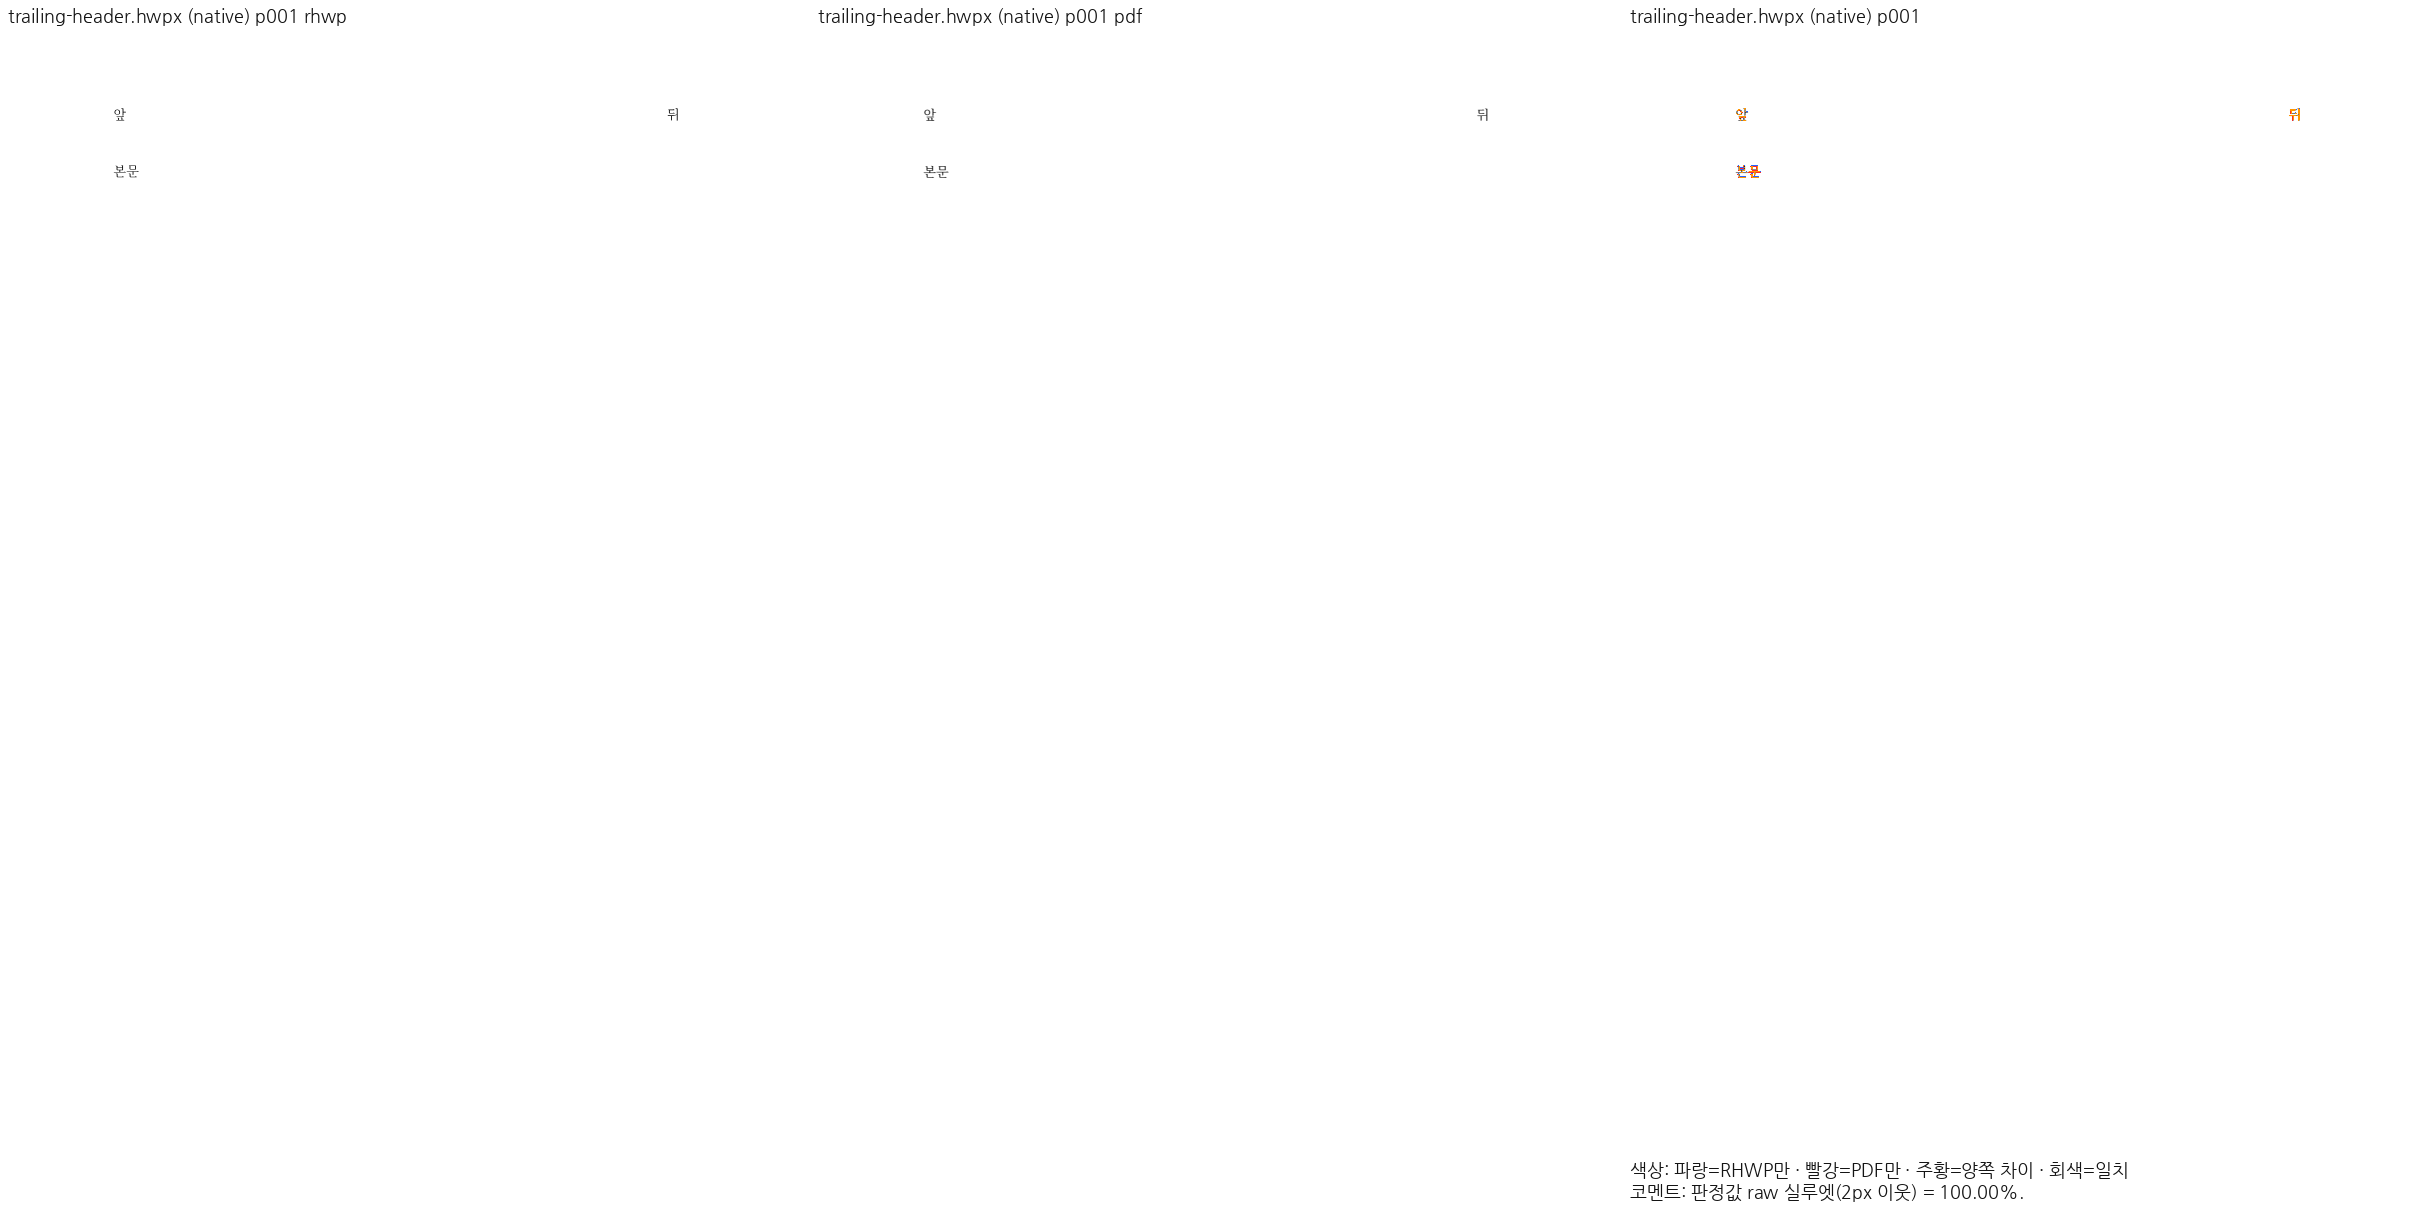 trailing-header.hwpx (native) p001 rhwp
앞 뒤
본문
trailing-header.hwpx (native) p001 pdf
앞 뒤
본문
trailing-header.hwpx (native) p001
앞 뒤
본문
색상: 파랑=RHWP만 · 빨강=PDF만 · 주황=양쪽 차이 · 회색=일치
코멘트: 판정값 raw 실루엣(2px 이웃) = 100.00%.